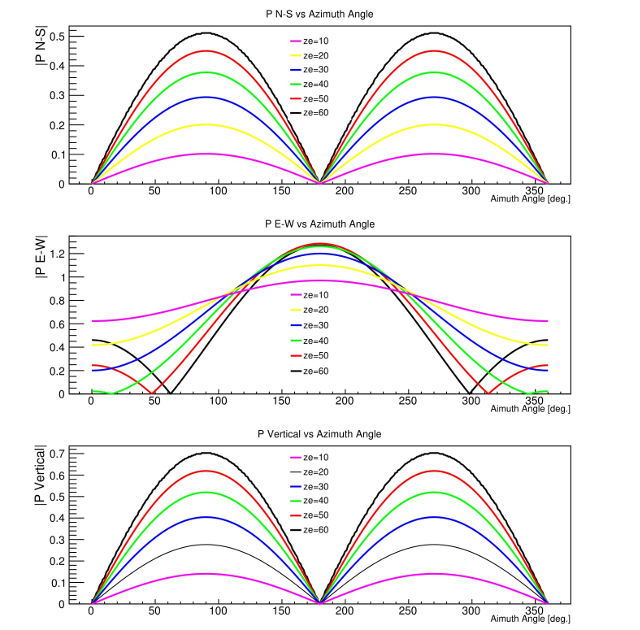 P N-S vs Azimuth Angle
|P N-S|
0.5
0.4
0.3
0.2
0.1
0
ze=10
ze=20
ze=30
ze=40
ze=50
ze=60
0 50 100 150 200 250 300 350
Aimuth Angle [deg.]
P E-W vs Azimuth Angle
|P E-W|
1.2
1
0.8
0.6
0.4
0.2
0
ze=10
ze=20
ze=30
ze=40
ze=50
ze=60
0 50 100 150 200 250 300 350
Aimuth Angle [deg.]
P Vertical vs Azimuth Angle
|P Vertical|
0.7
0.6
0.5
0.4
0.3
0.2
0.1
0
ze=10
ze=20
ze=30
ze=40
ze=50
ze=60
0 50 100 150 200 250 300 350
Aimuth Angle [deg.]